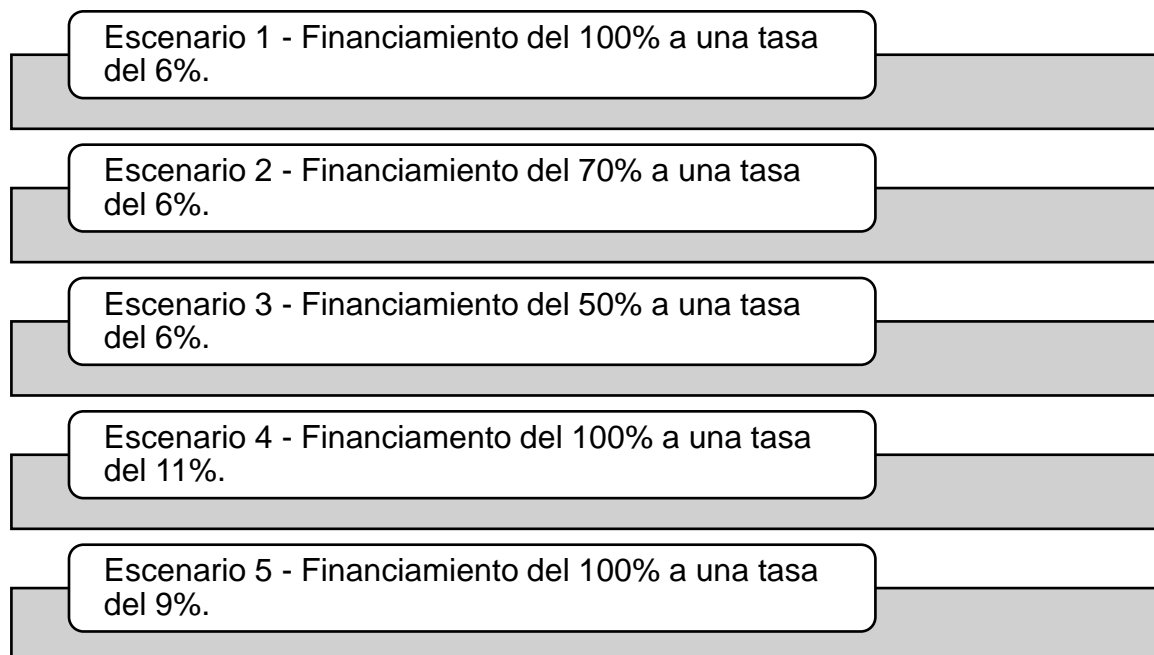 Escenario 1 - Financiamiento del 100% a una tasa
del 6%.
Escenario 2 - Financiamiento del 70% a una tasa
del 6%.
Escenario 3 - Financiamiento del 50% a una tasa
del 6%.
Escenario 4 - Financiamento del 100% a una tasa
del 11%.
Escenario 5 - Financiamiento del 100% a una tasa
del 9%.